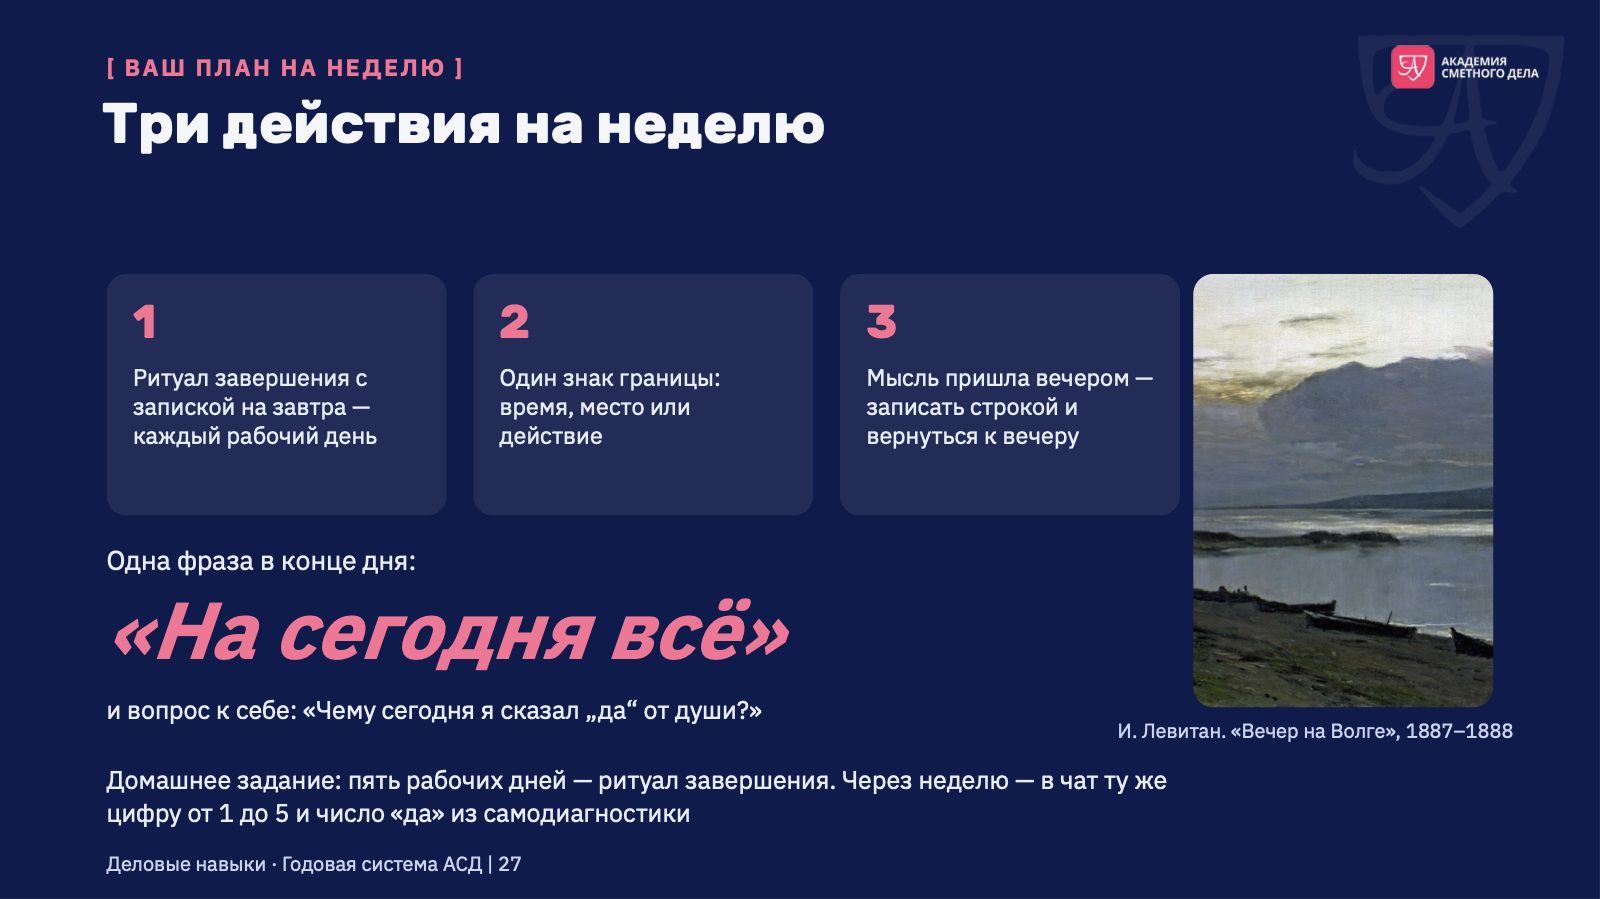 [ ВАШ ПЛАН НА НЕДЕЛЮ ]
Три действия на неделю
АКАДЕМИЯ
СМЕТНОГО ДЕЛА
1
Ритуал завершения с
запиской на завтра —
каждый рабочий день
2
Один знак границы:
время, место или
действие
3
Мысль пришла вечером —
записать строкой и
вернуться к вечеру
Одна фраза в конце дня:
«На сегодня всё»
и вопрос к себе: «Чему сегодня я сказал „да“ от души?»
И. Левитан. «Вечер на Волге», 1887–1888
Домашнее задание: пять рабочих дней — ритуал завершения. Через неделю — в чат ту же
цифру от 1 до 5 и число «да» из самодиагностики
Деловые навыки · Годовая система АСД | 27